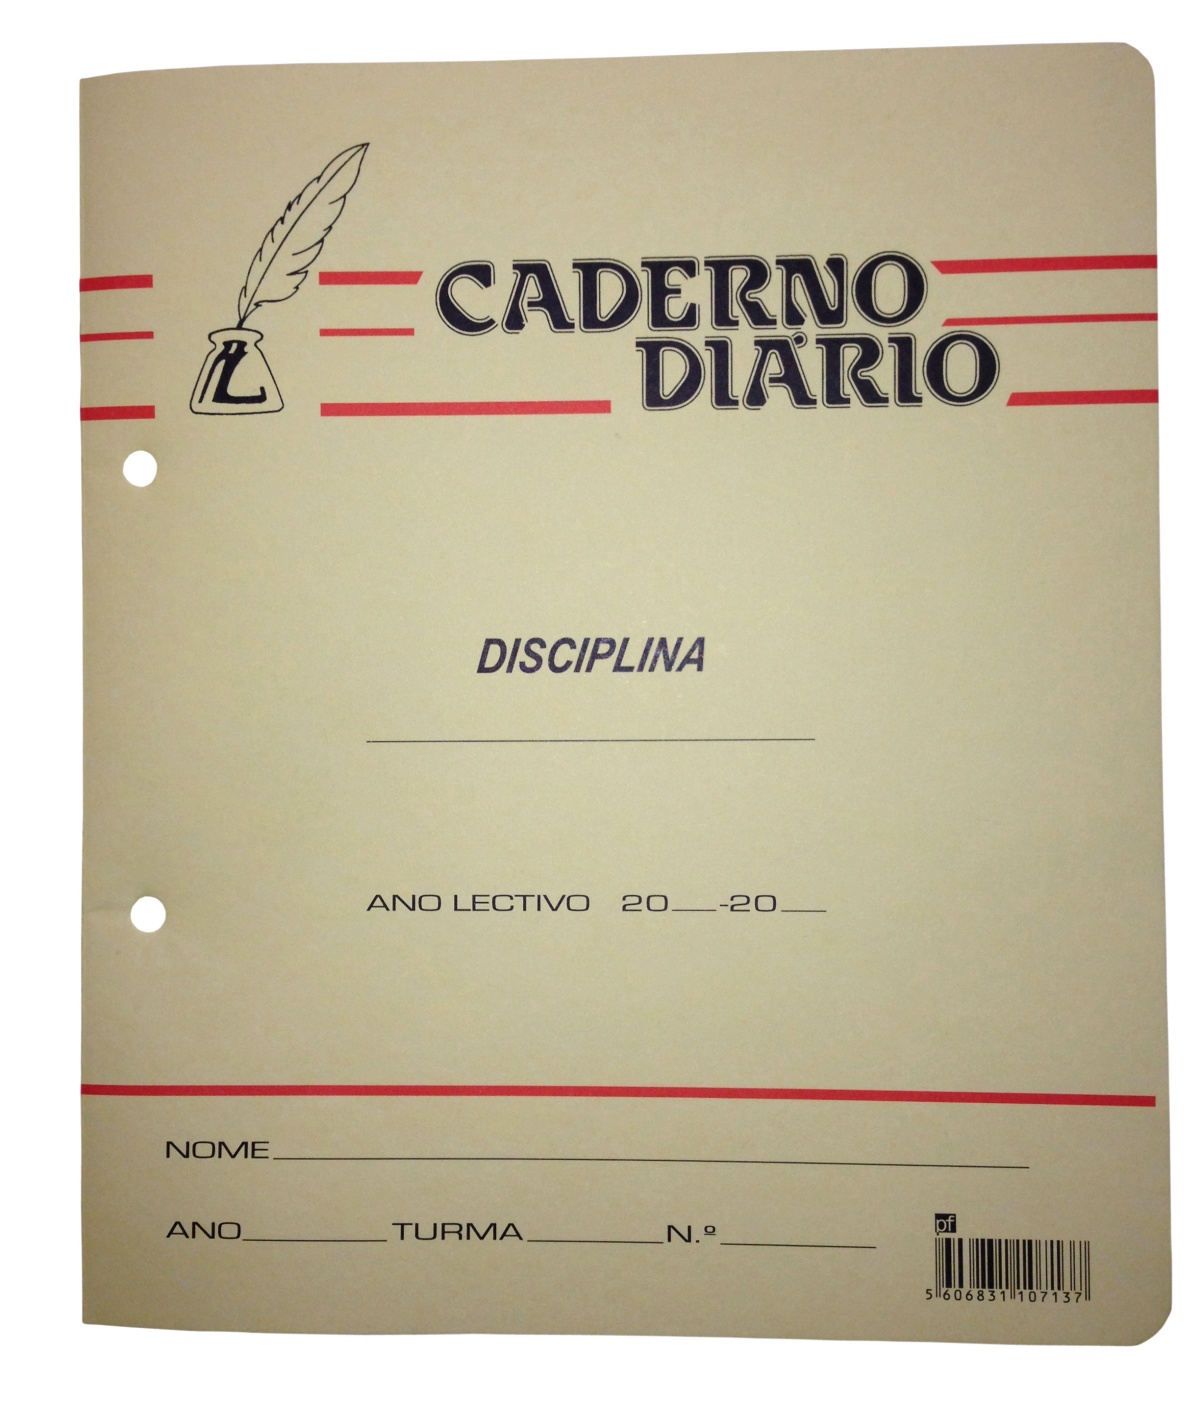 CADERNO
DIÁRIO
DISCIPLINA
ANO LECTIVO 20__-20__
NOME
ANO TURMA N.º
pf
5 606831 107137